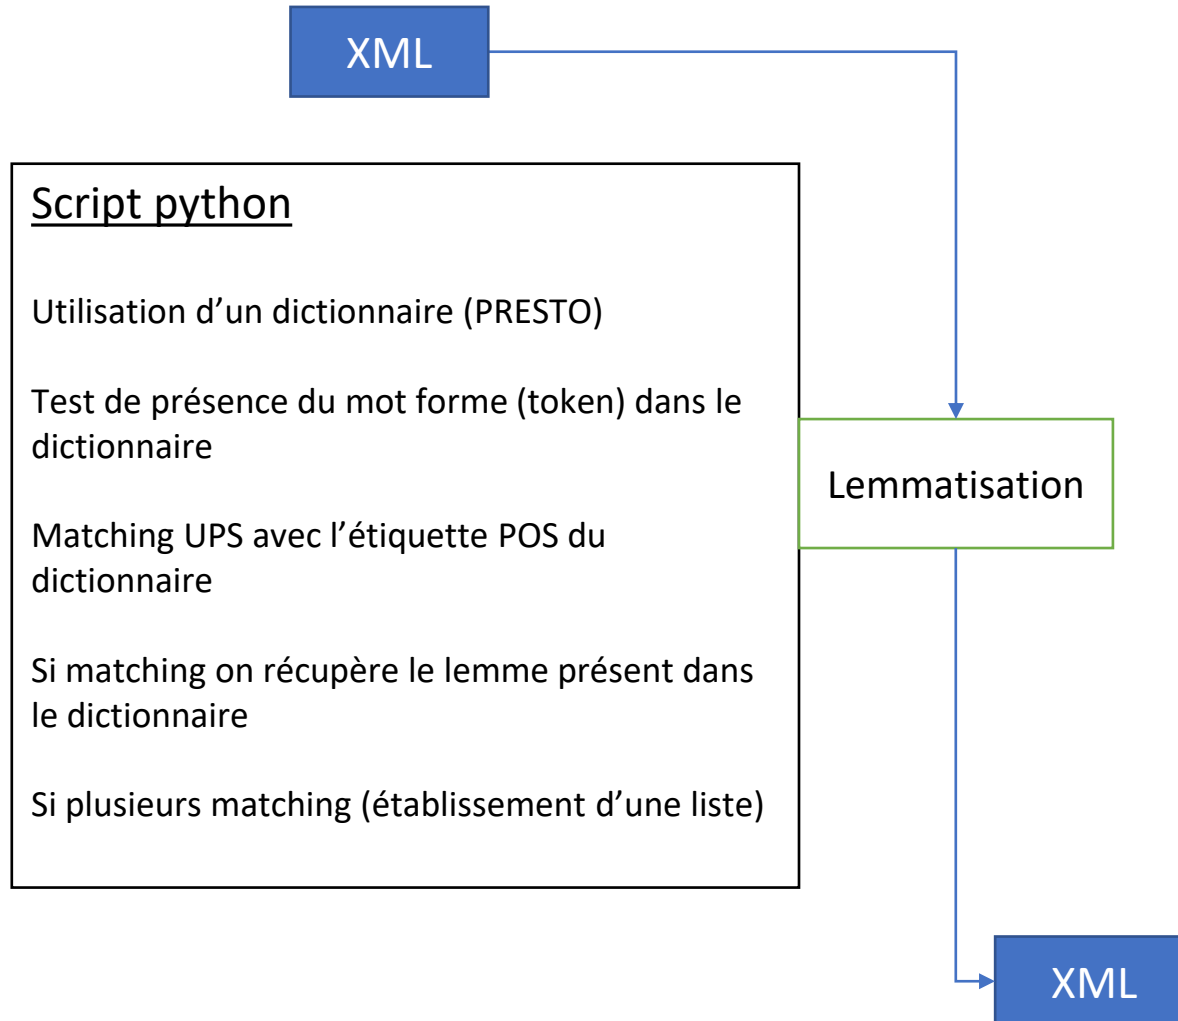 XML
Script python
Utilisation d’un dictionnaire (PRESTO)
Test de présence du mot forme (token) dans le
dictionnaire
Matching UPS avec l’étiquette POS du
dictionnaire
Si matching on récupère le lemme présent dans
le dictionnaire
Si plusieurs matching (établissement d’une liste)
Lemmatisation
XML